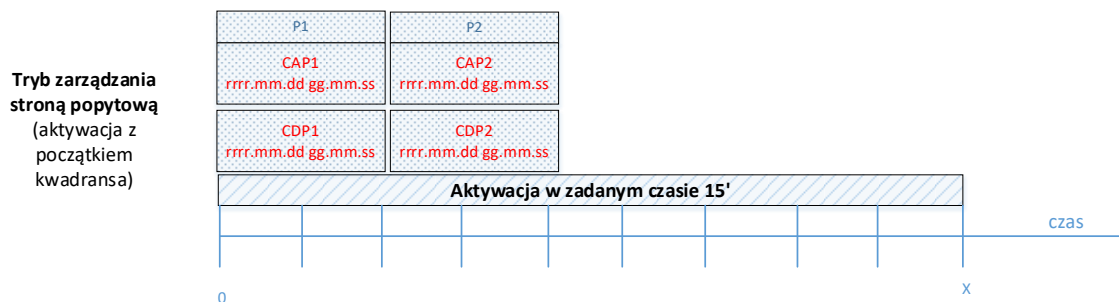 P1
P2
CAP1
rrrr.mm.dd gg.mm.ss
CAP2
rrrr.mm.dd gg.mm.ss
Tryb zarządzania
stroną popytową
(aktywacja z
początkiem
kwadransa)
CDP1
rrrr.mm.dd gg.mm.ss
CDP2
rrrr.mm.dd gg.mm.ss
Aktywacja w zadanym czasie 15'
czas
0
X